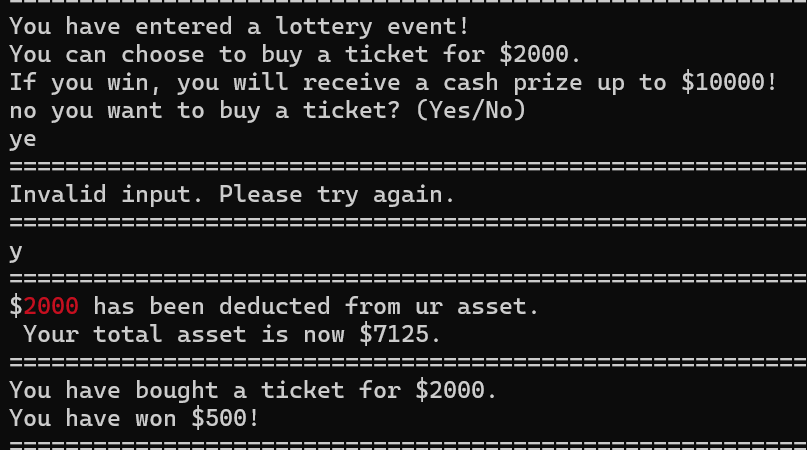 =========================================================
You have entered a lottery event!
You can choose to buy a ticket for $2000.
If you win, you will receive a cash prize up to $10000!
no you want to buy a ticket? (Yes/No)
ye
=========================================================
Invalid input. Please try again.
=========================================================
y
=========================================================
$2000 has been deducted from ur asset.
 Your total asset is now $7125.
=========================================================
You have bought a ticket for $2000.
You have won $500!
=========================================================